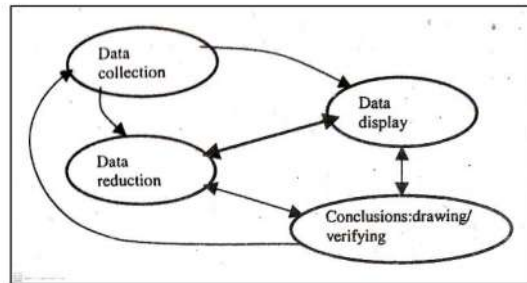 Data
collection
Data
display
Data
reduction
Conclusions:drawing/
verifying